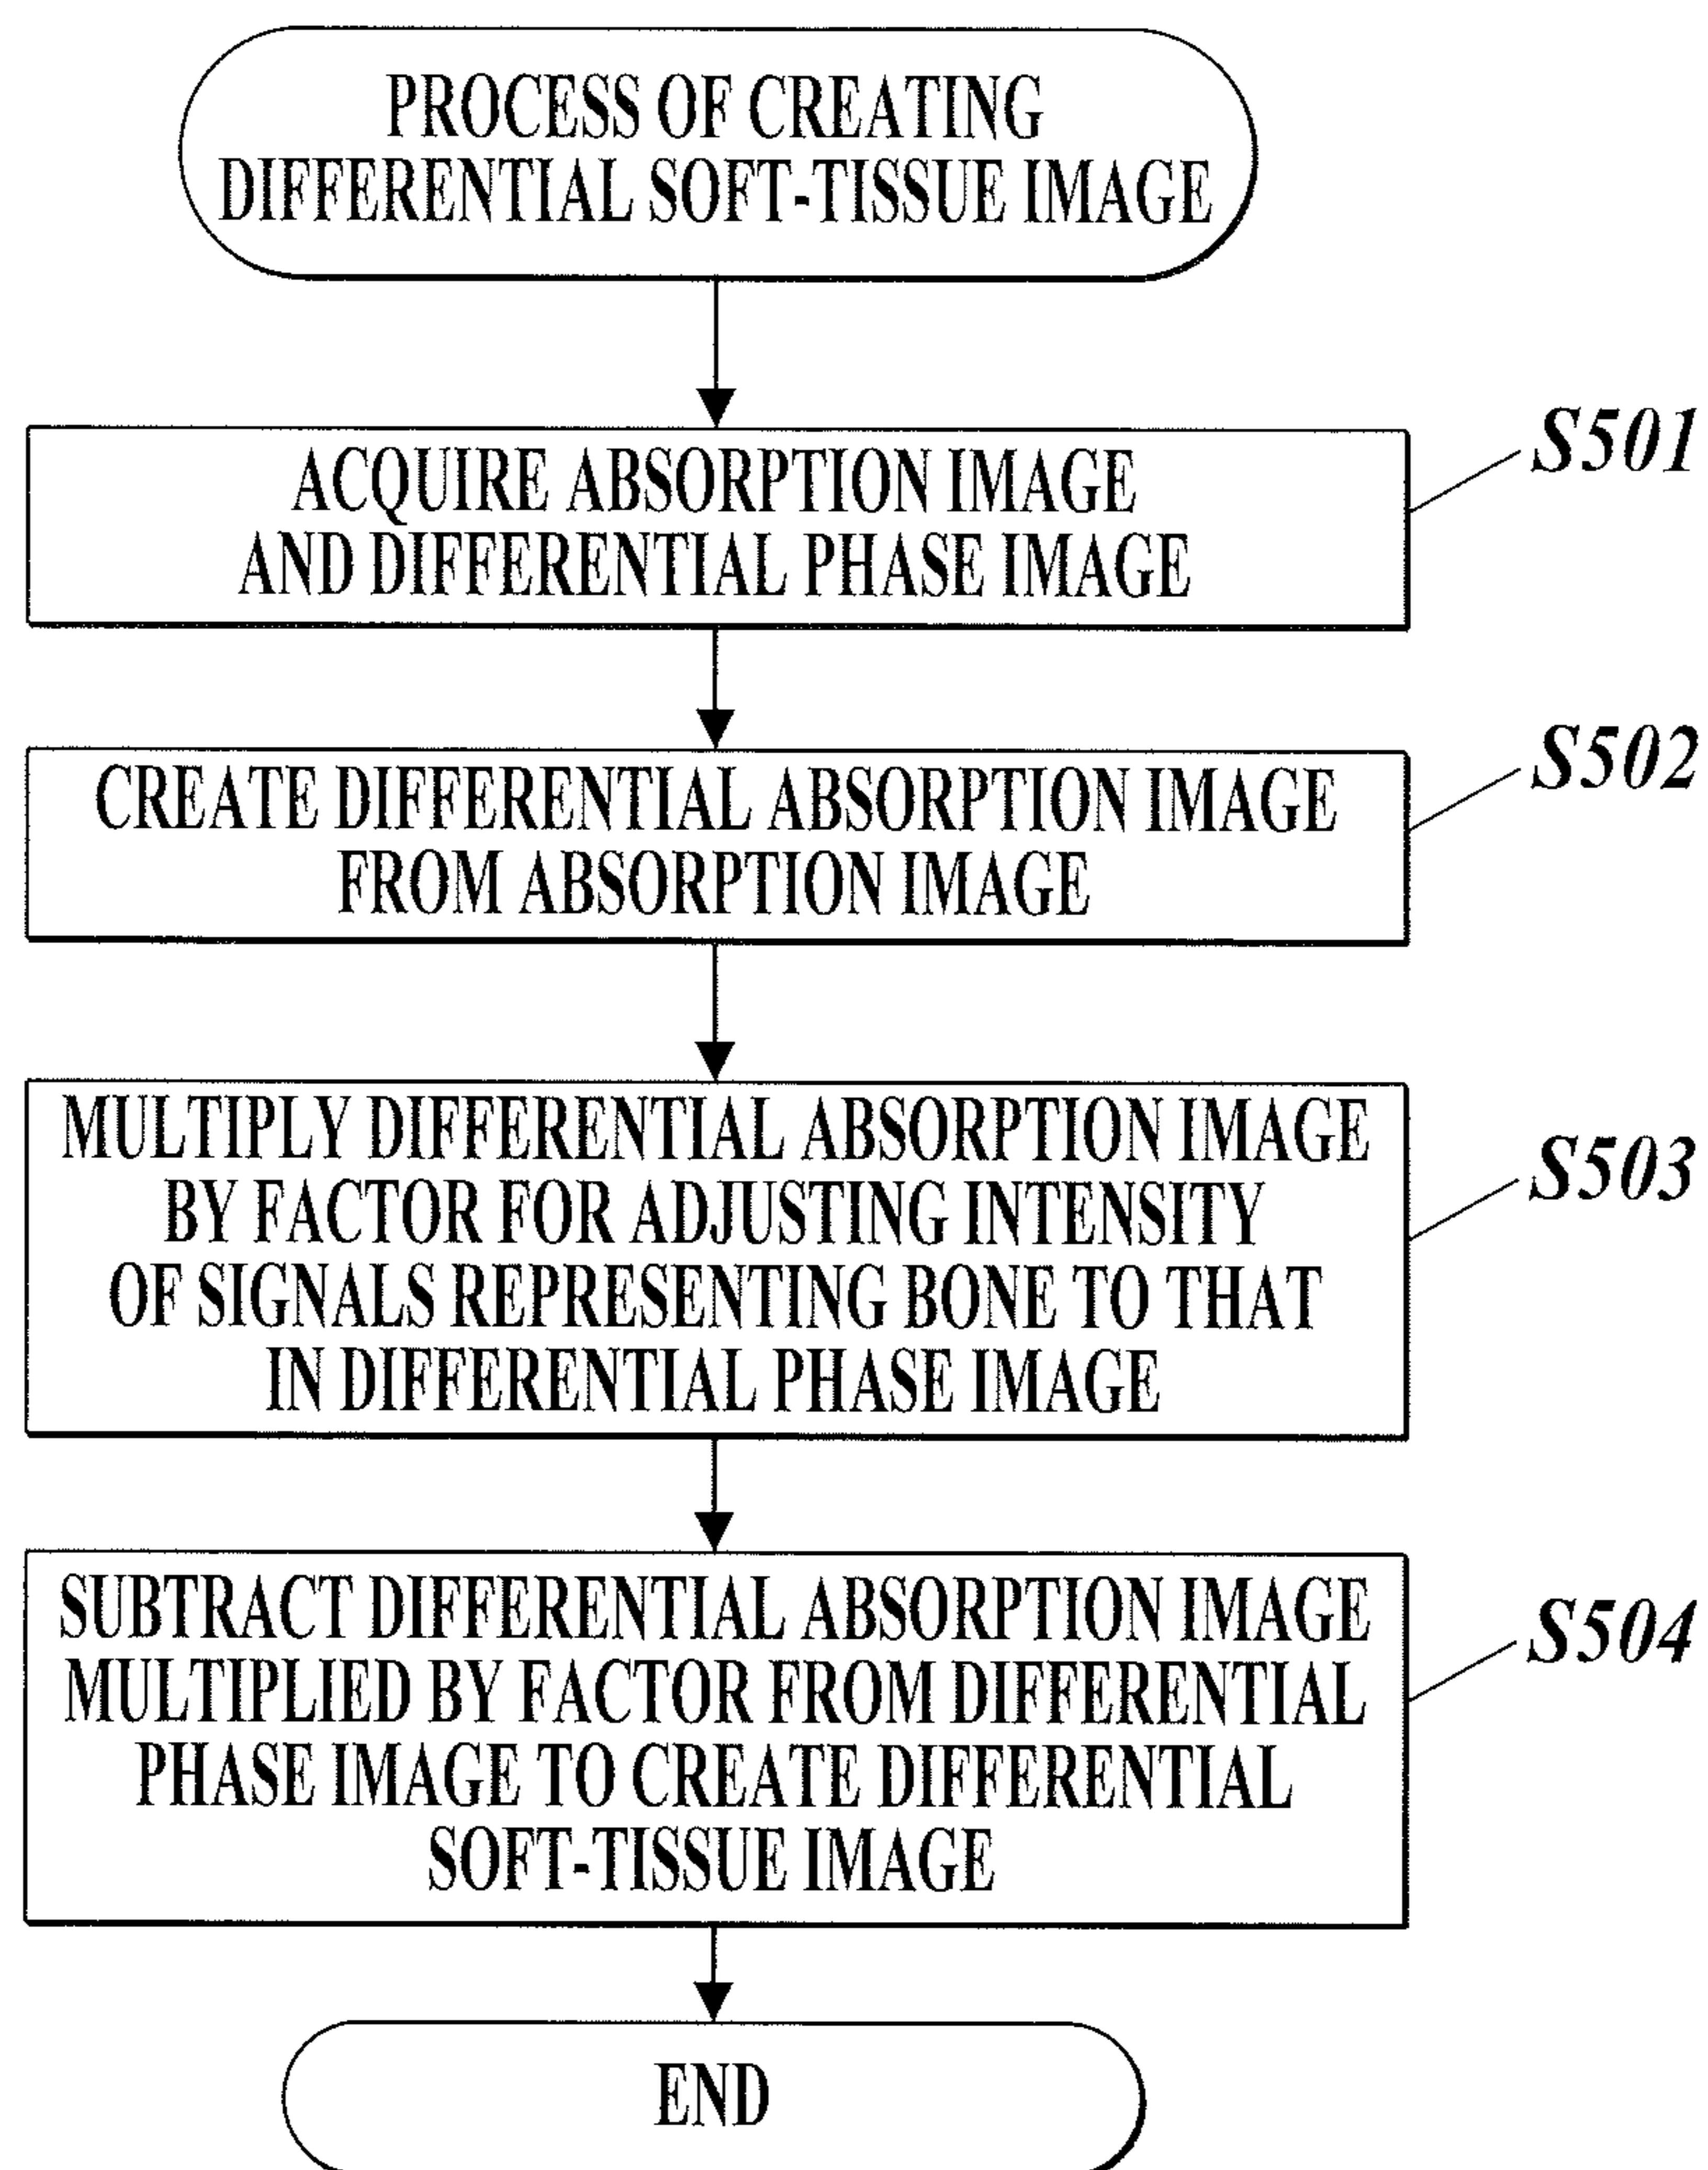 PROCESS OF CREATING
DIFFERENTIAL SOFT-TISSUE IMAGE
ACQUIRE ABSORPTION IMAGE
AND DIFFERENTIAL PHASE IMAGE
S501
CREATE DIFFERENTIAL ABSORPTION IMAGE
FROM ABSORPTION IMAGE
S502
MULTIPLY DIFFERENTIAL ABSORPTION IMAGE
BY FACTOR FOR ADJUSTING INTENSITY
OF SIGNALS REPRESENTING BONE TO THAT
IN DIFFERENTIAL PHASE IMAGE
S503
SUBTRACT DIFFERENTIAL ABSORPTION IMAGE
MULTIPLIED BY FACTOR FROM DIFFERENTIAL
PHASE IMAGE TO CREATE DIFFERENTIAL
SOFT-TISSUE IMAGE
S504
END